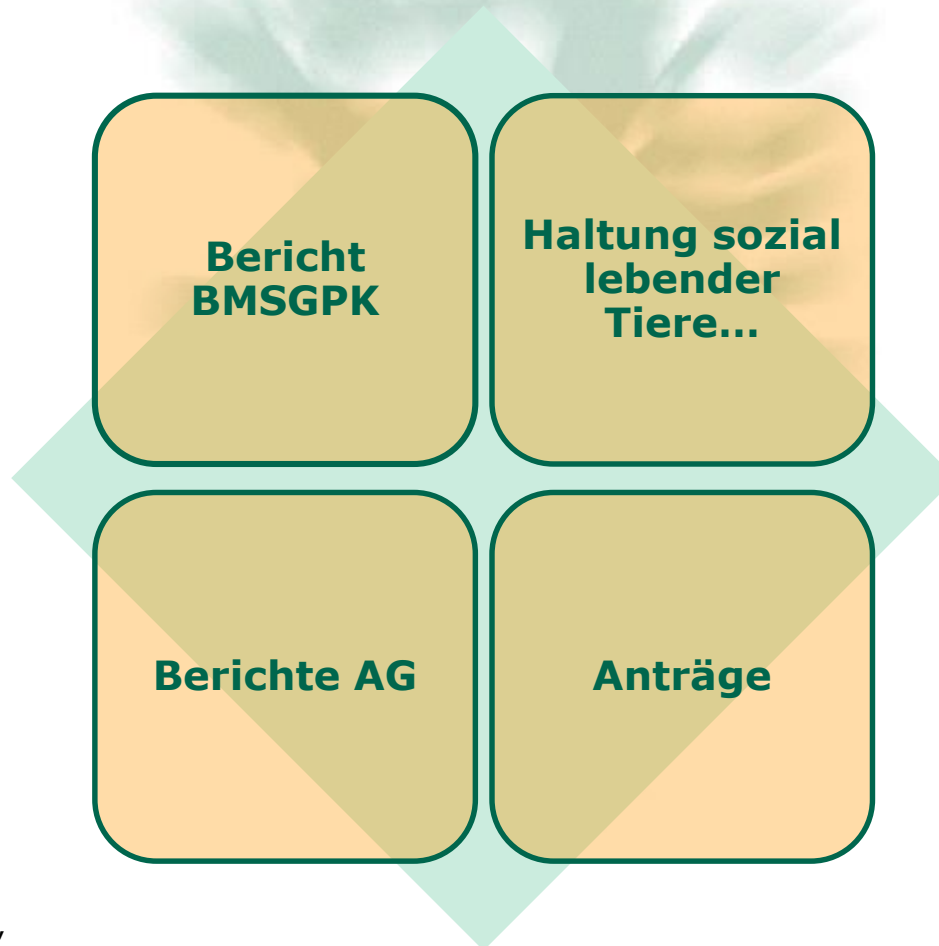 Bericht
BMSGPK
Haltung sozial
lebender
Tiere...
Berichte AG
Anträge